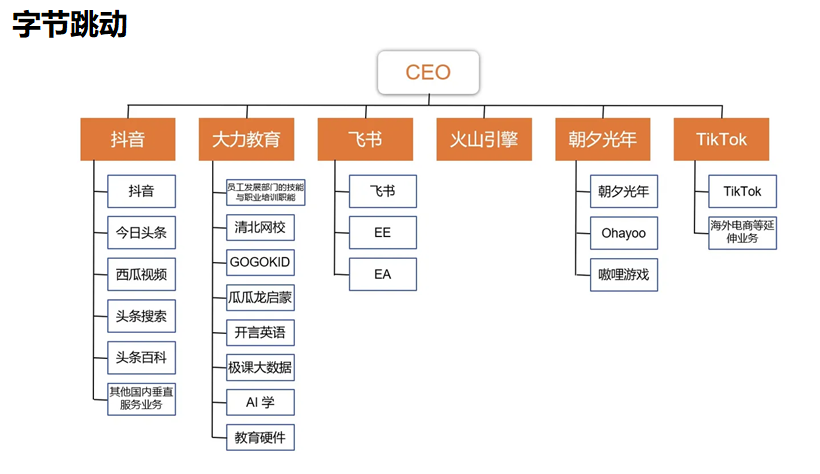 字节跳动
CEO
抖音
大力教育
飞书
火山引擎
朝夕光年
TikTok
抖音
今日头条
西瓜视频
头条搜索
头条百科
其他国内垂直
服务业务
员工发展部门的技能
与职业培训职能
清北网校
GOGOKID
瓜瓜龙启蒙
开言英语
极课大数据
AI 学
教育硬件
飞书
EE
EA
朝夕光年
Ohayoo
嗷哩游戏
TikTok
海外电商等延
伸业务